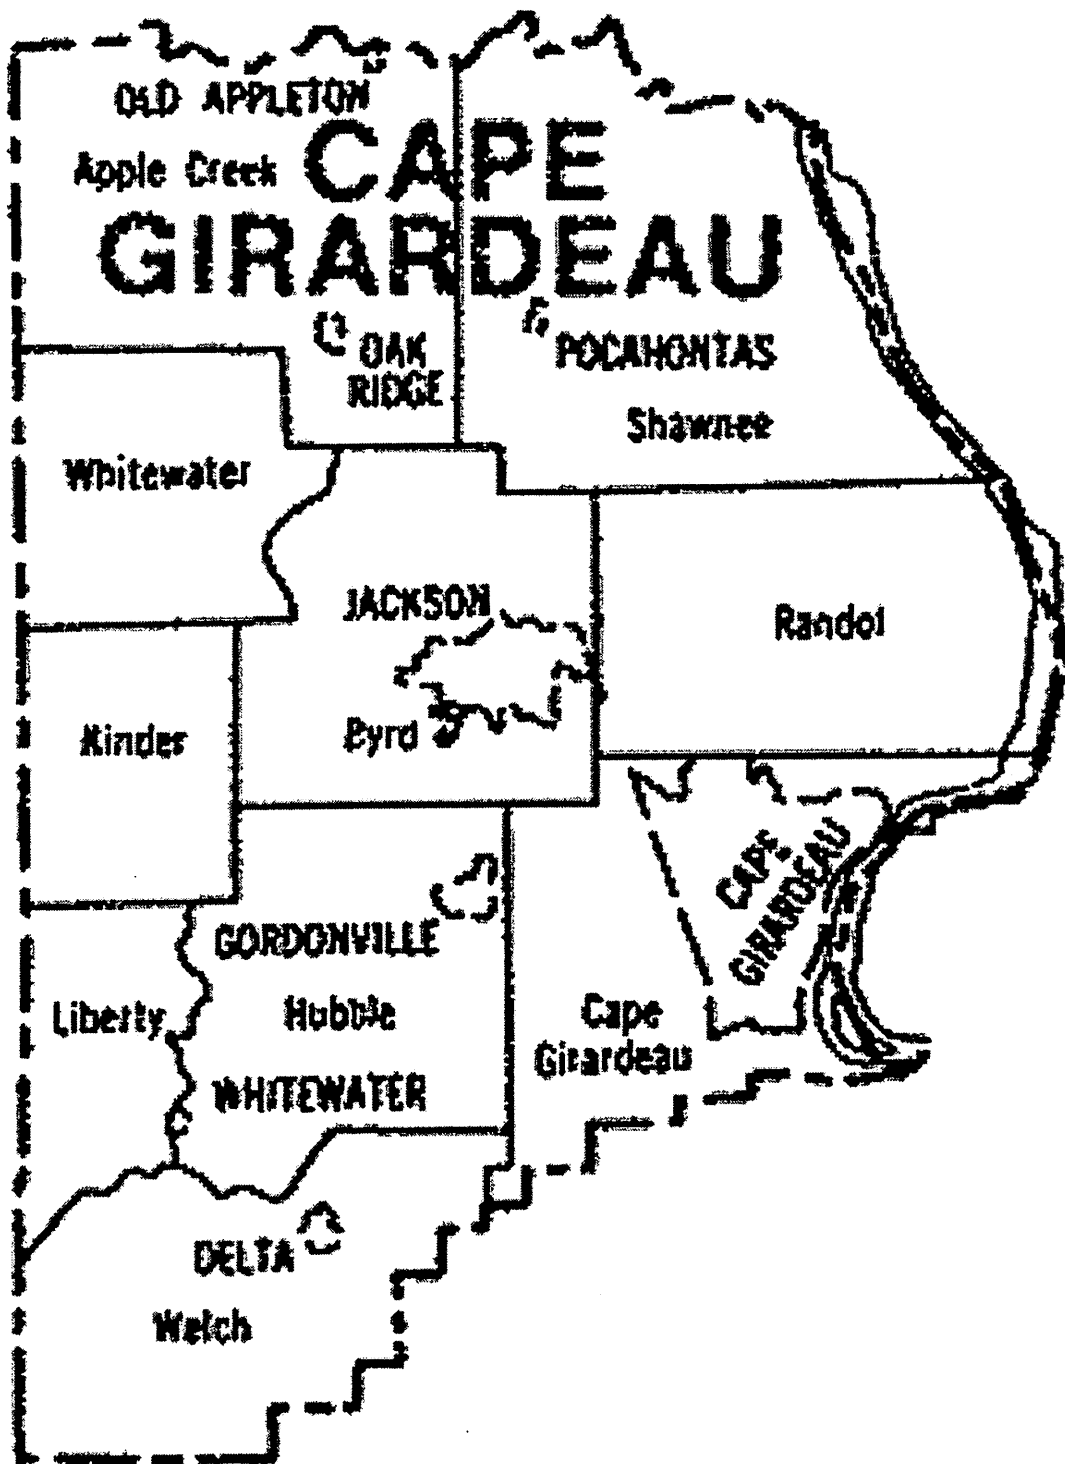 OLD APPLETON
Apple Creek
CAPE
GIRARDEAU
OAK
RIDGE
POCAHONTAS
Shawnee
Whitewater
JACKSON
Randol
Kinder
Byrd
CAPE
GIRARDEAU
GORDONVILLE
Liberty
Hubble
Cape
Girardeau
WHITEWATER
DELTA
Welch